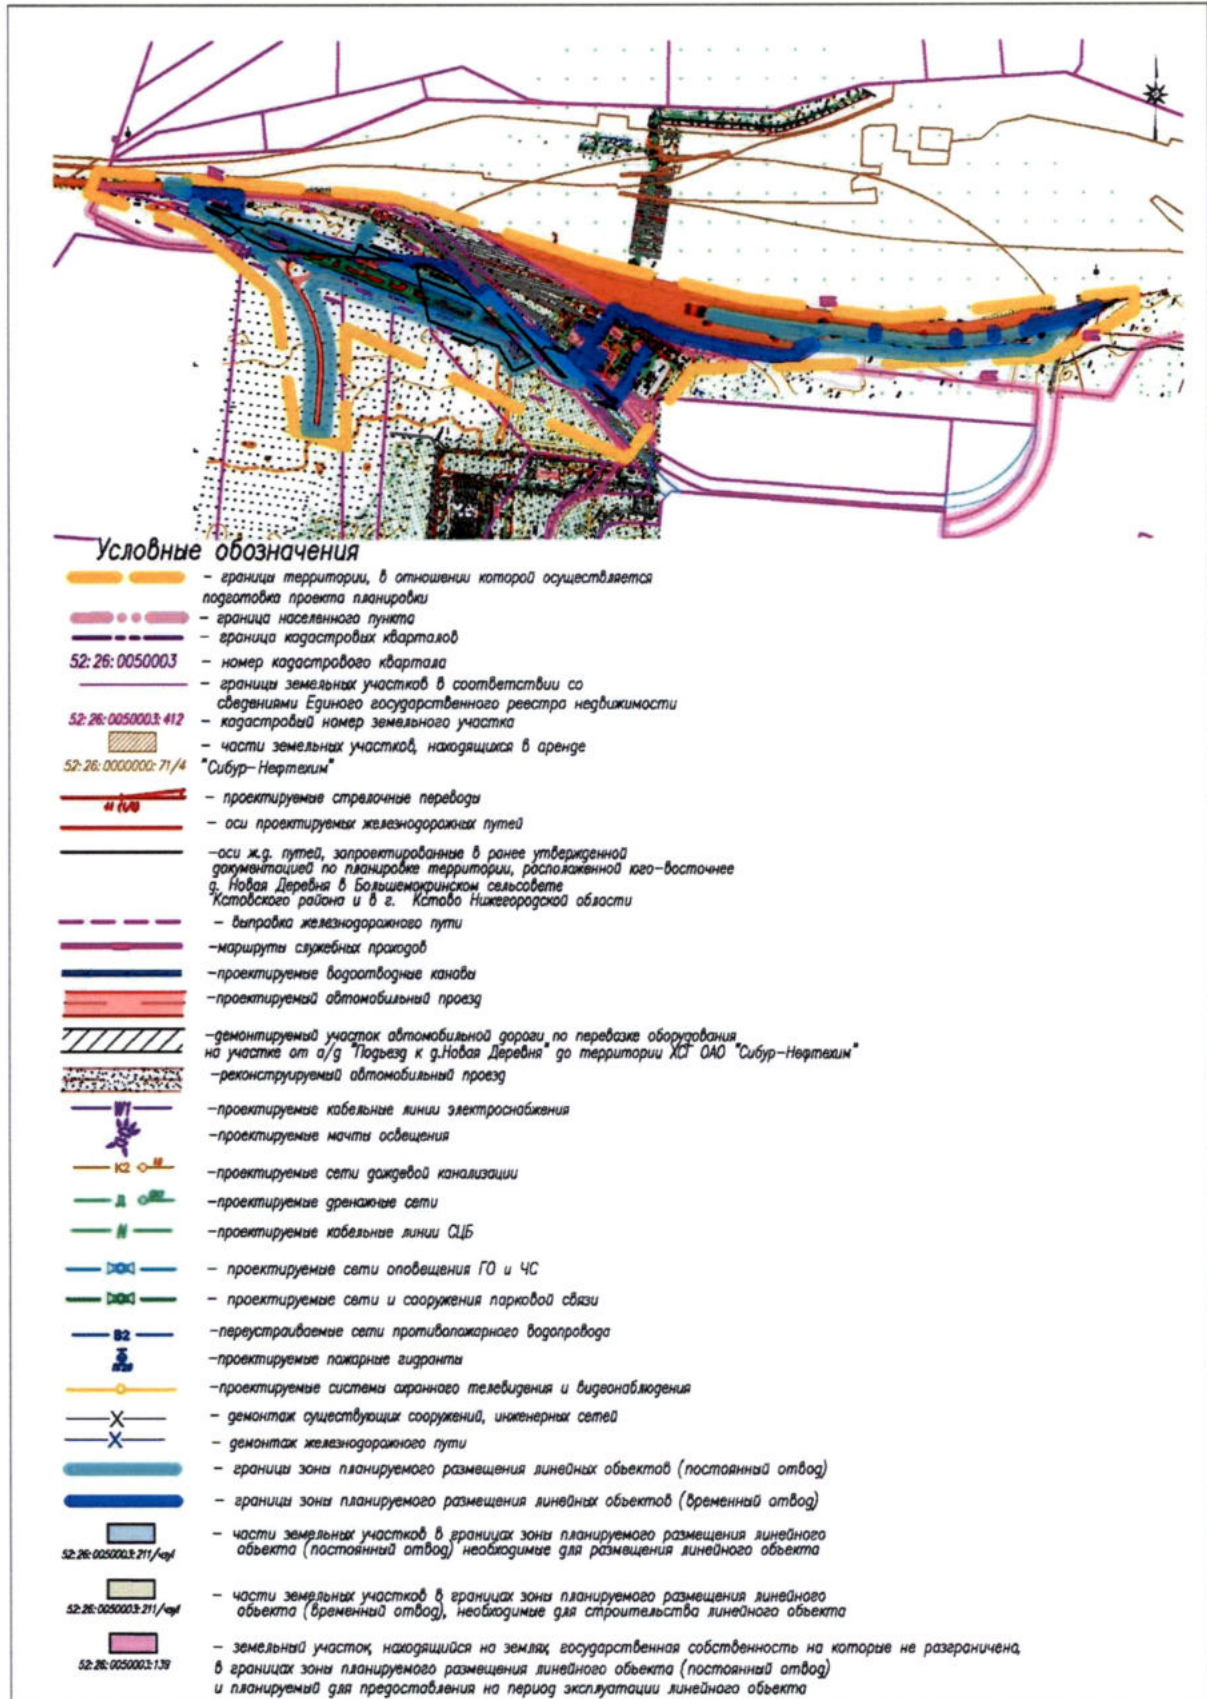 Условные обозначения
– границы территории, в отношении которой осуществляется
подготовка проекта планировки
– граница населенного пункта
– граница кадастровых кварталов
52:26:0050003 – номер кадастрового квартала
– границы земельных участков в соответствии со
сведениями Единого государственного реестра недвижимости
52:26:0050003:412 – кадастровый номер земельного участка
– части земельных участков, находящихся в аренде
52:26:0000000:71/4 "Сибур-Нефтехим"
– проектируемые стрелочные переводы
– оси проектируемых железнодорожных путей
–оси ж.д. путей, запроектированные в ранее утвержденной
документацией по планировке территории, расположенной юго-восточнее
д. Новая Деревня в Большемокринском сельсовете
Кстовского района и в г. Кстово Нижегородской области
– выправка железнодорожного пути
–маршруты служебных проходов
–проектируемые водоотводные канавы
–проектируемый автомобильный проезд
–демонтируемый участок автомобильной дороги по перевозке оборудования
на участке от а/д "Подъезд к д.Новая Деревня" до территории ХСГ ОАО "Сибур-Нефтехим"
–реконструируемый автомобильный проезд
W1 –проектируемые кабельные линии электроснабжения
–проектируемые мачты освещения
К2 –проектируемые сети дождевой канализации
Д –проектируемые дренажные сети
N –проектируемые кабельные линии СЦБ
– проектируемые сети оповещения ГО и ЧС
– проектируемые сети и сооружения парковой связи
В2 –переустраиваемые сети противопожарного водопровода
–проектируемые пожарные гидранты
–проектируемые системы охранного телевидения и видеонаблюдения
– демонтаж существующих сооружений, инженерных сетей
– демонтаж железнодорожного пути
– границы зоны планируемого размещения линейных объектов (постоянный отвод)
– границы зоны планируемого размещения линейных объектов (временный отвод)
– части земельных участков в границах зоны планируемого размещения линейного
52:26:0050003:211/чзу1 объекта (постоянный отвод) необходимые для размещения линейного объекта
– части земельных участков в границах зоны планируемого размещения линейного
52:26:0050003:211/чзу1 объекта (временный отвод), необходимые для строительства линейного объекта
– земельный участок, находящийся на землях, государственная собственность на которые не разграничена,
52:26:0050003:139 в границах зоны планируемого размещения линейного объекта (постоянный отвод)
и планируемый для предоставления на период эксплуатации линейного объекта